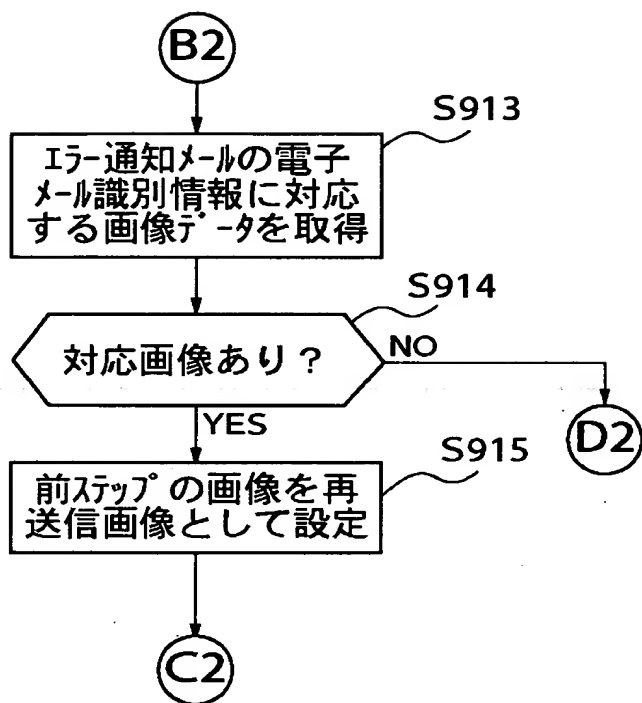 B2
S913
エラー通知メールの電子
メール識別情報に対応
する画像データを取得
S914
対応画像あり?
NO
YES
D2
S915
前ステップの画像を再
送信画像として設定
C2